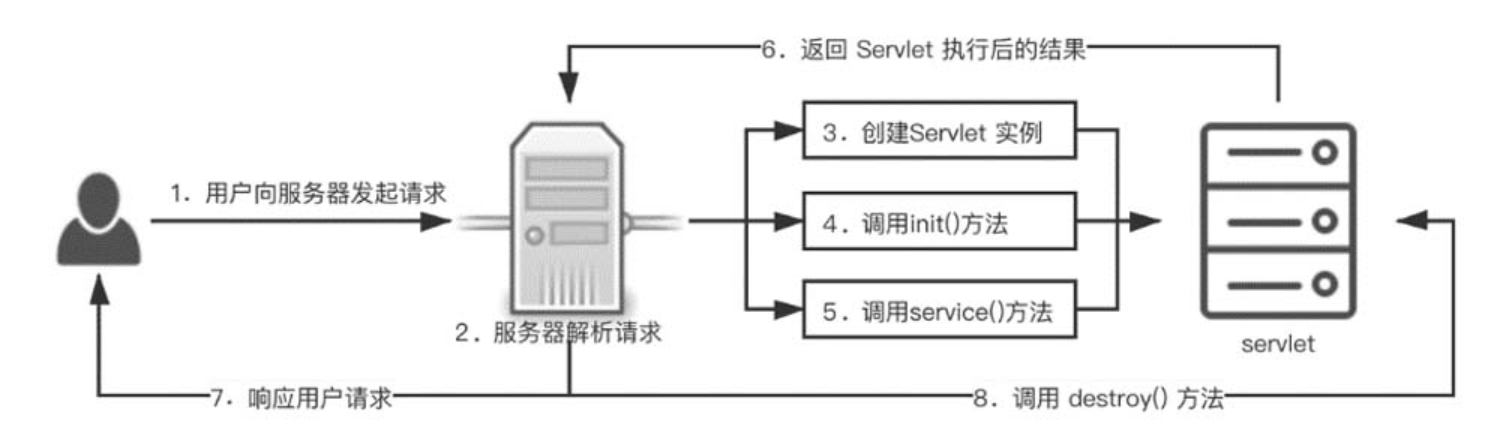 6. 返回 Servlet 执行后的结果
3. 创建Servlet 实例
1. 用户向服务器发起请求
4. 调用init()方法
5. 调用service()方法
2. 服务器解析请求
servlet
7. 响应用户请求
8. 调用 destroy() 方法